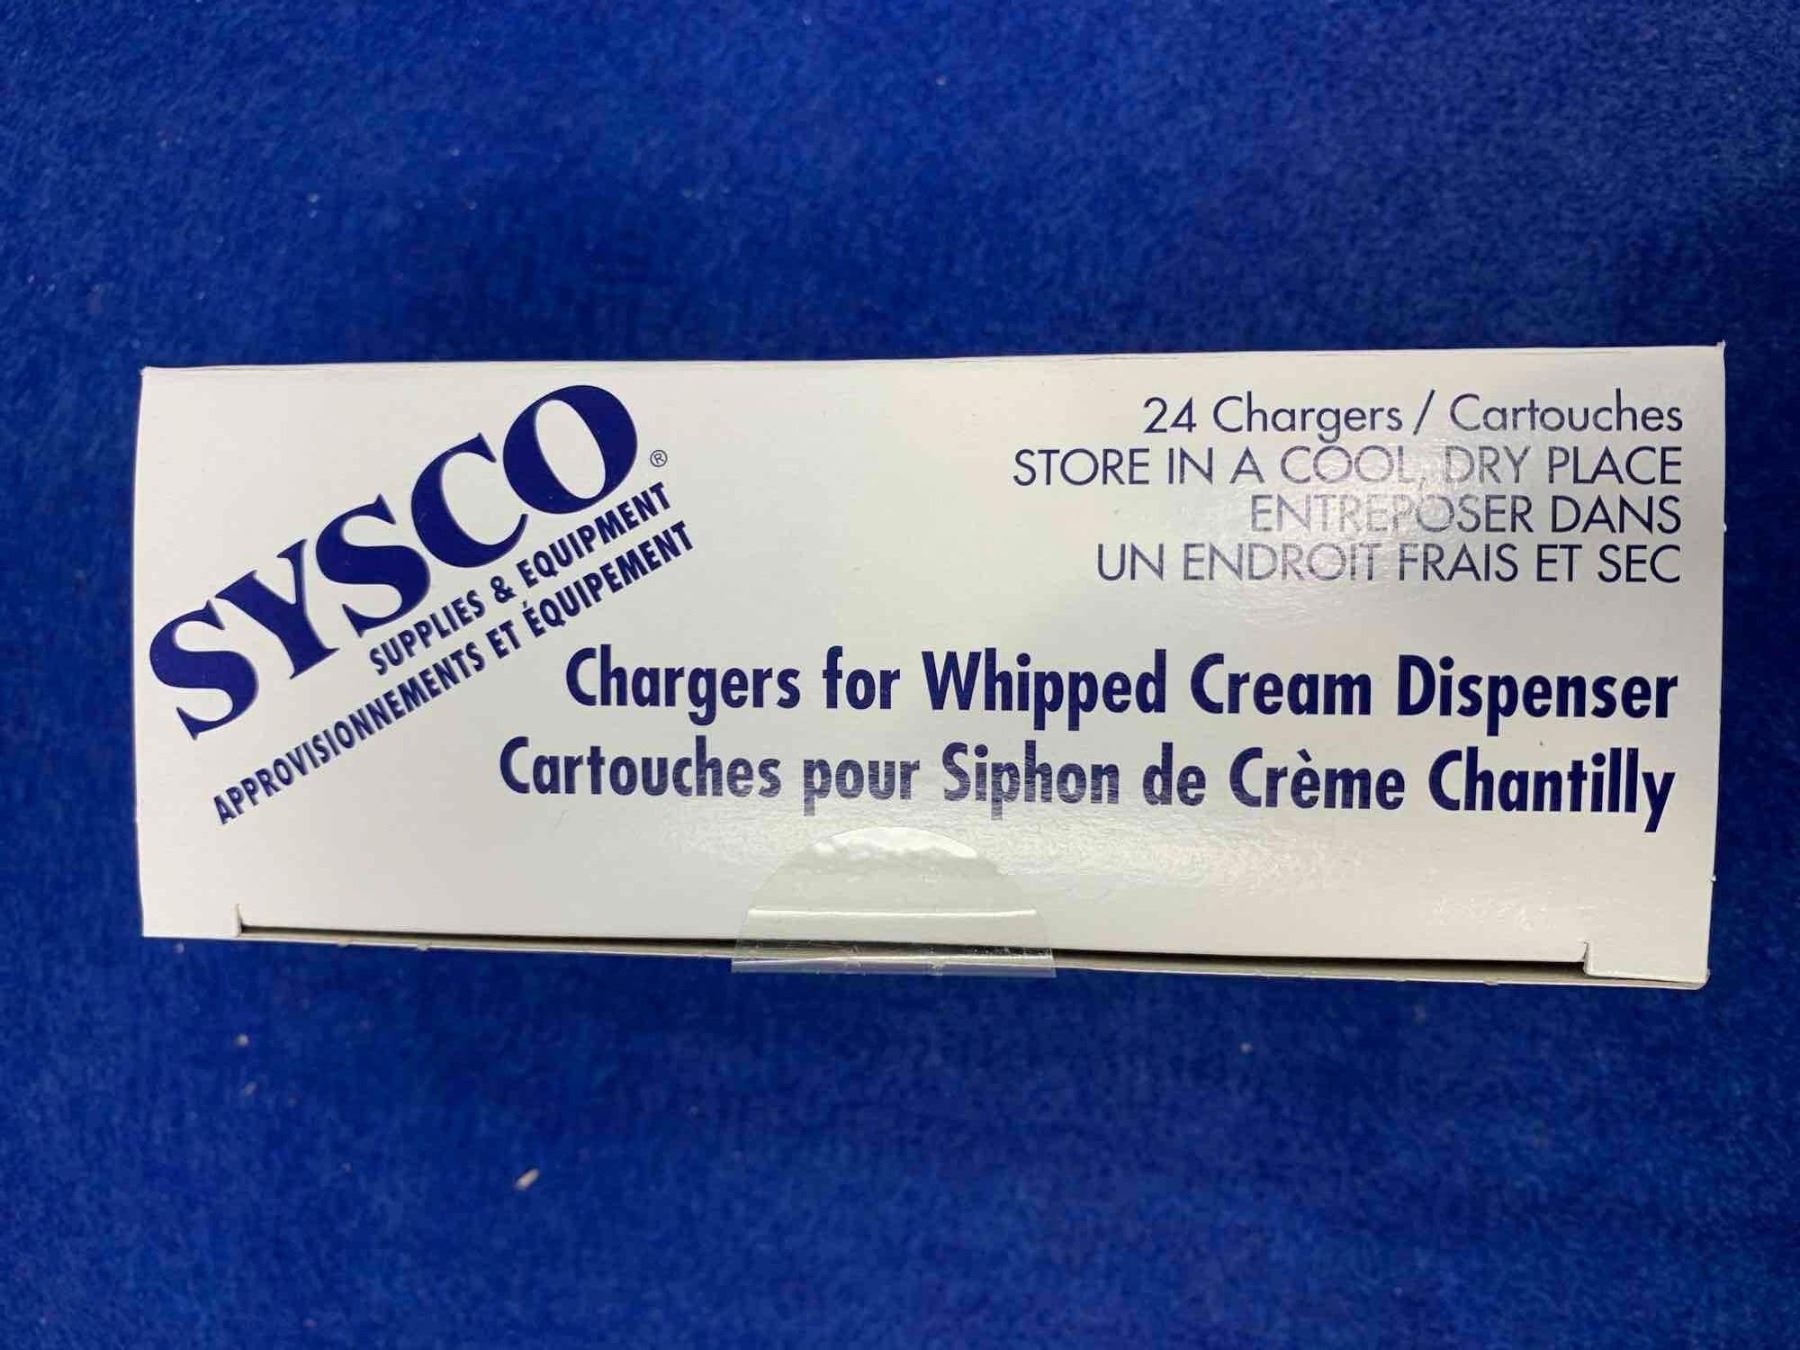 SYSCO®
SUPPLIES & EQUIPMENT
APPROVISIONNEMENTS ET ÉQUIPEMENT
24 Chargers / Cartouches
STORE IN A COOL, DRY PLACE
ENTREPOSER DANS
UN ENDROIT FRAIS ET SEC
Chargers for Whipped Cream Dispenser
Cartouches pour Siphon de Crème Chantilly